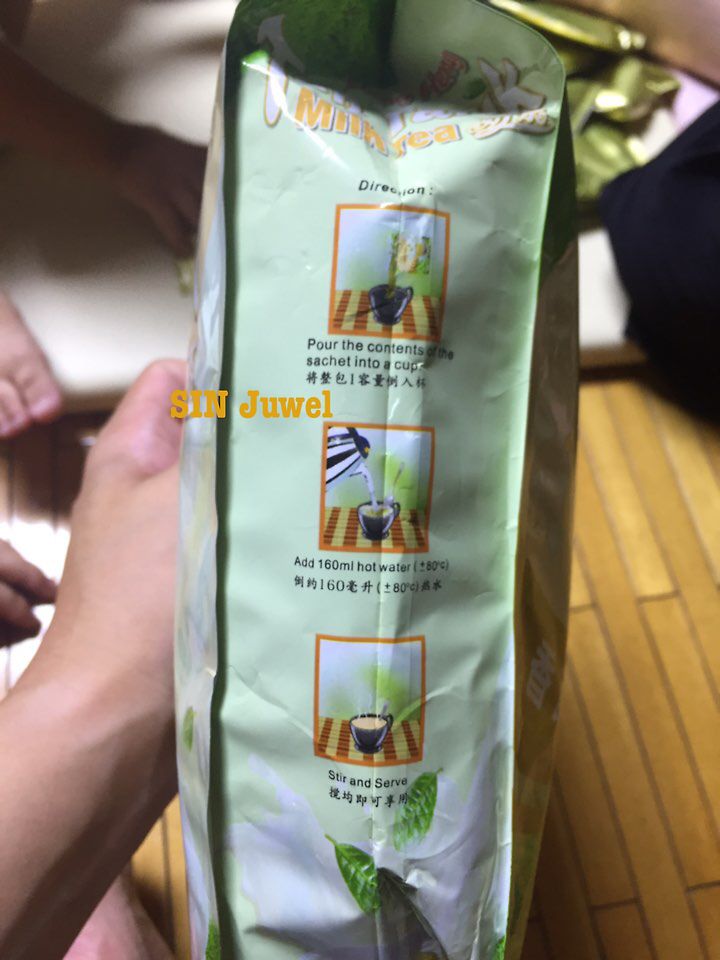 Milk Tea
Direction :
Pour the contents of the
sachet into a cup.
将整包1容量倒入杯
SIN Juwel
Add 160ml hot water (±80°c)
倒约160毫升(±80°c)热水
Stir and Serve
搅均即可享用